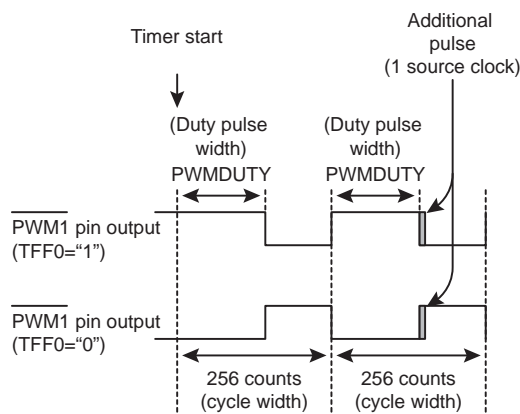 Timer start
Additional
pulse
(1 source clock)
(Duty pulse
width)
PWMDUTY
(Duty pulse
width)
PWMDUTY
PWM1 pin output
(TFF0=“1”)
PWM1 pin output
(TFF0=“0”)
256 counts
(cycle width)
256 counts
(cycle width)